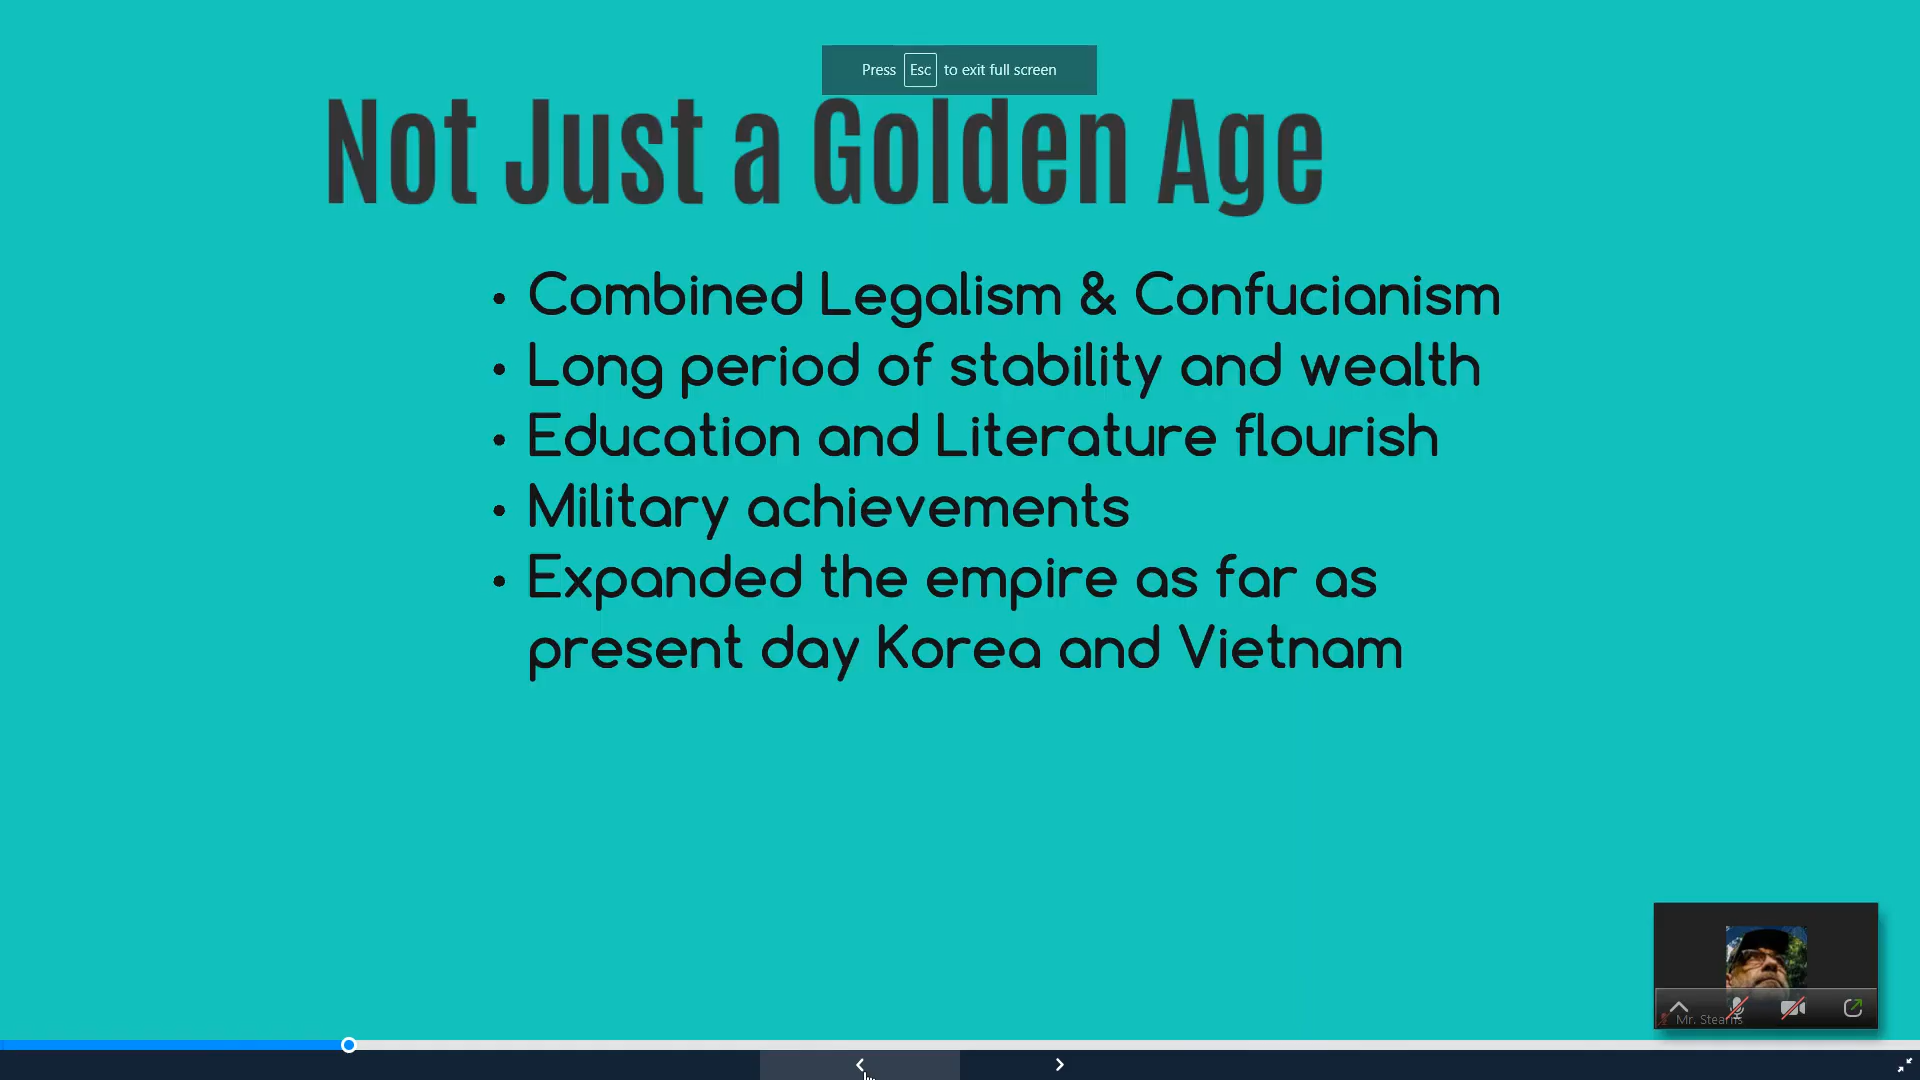 Press Esc to exit full screen
Not Just a Golden Age
• Combined Legalism & Confucianism
• Long period of stability and wealth
• Education and Literature flourish
• Military achievements
• Expanded the empire as far as
present day Korea and Vietnam
Mr. Stearns